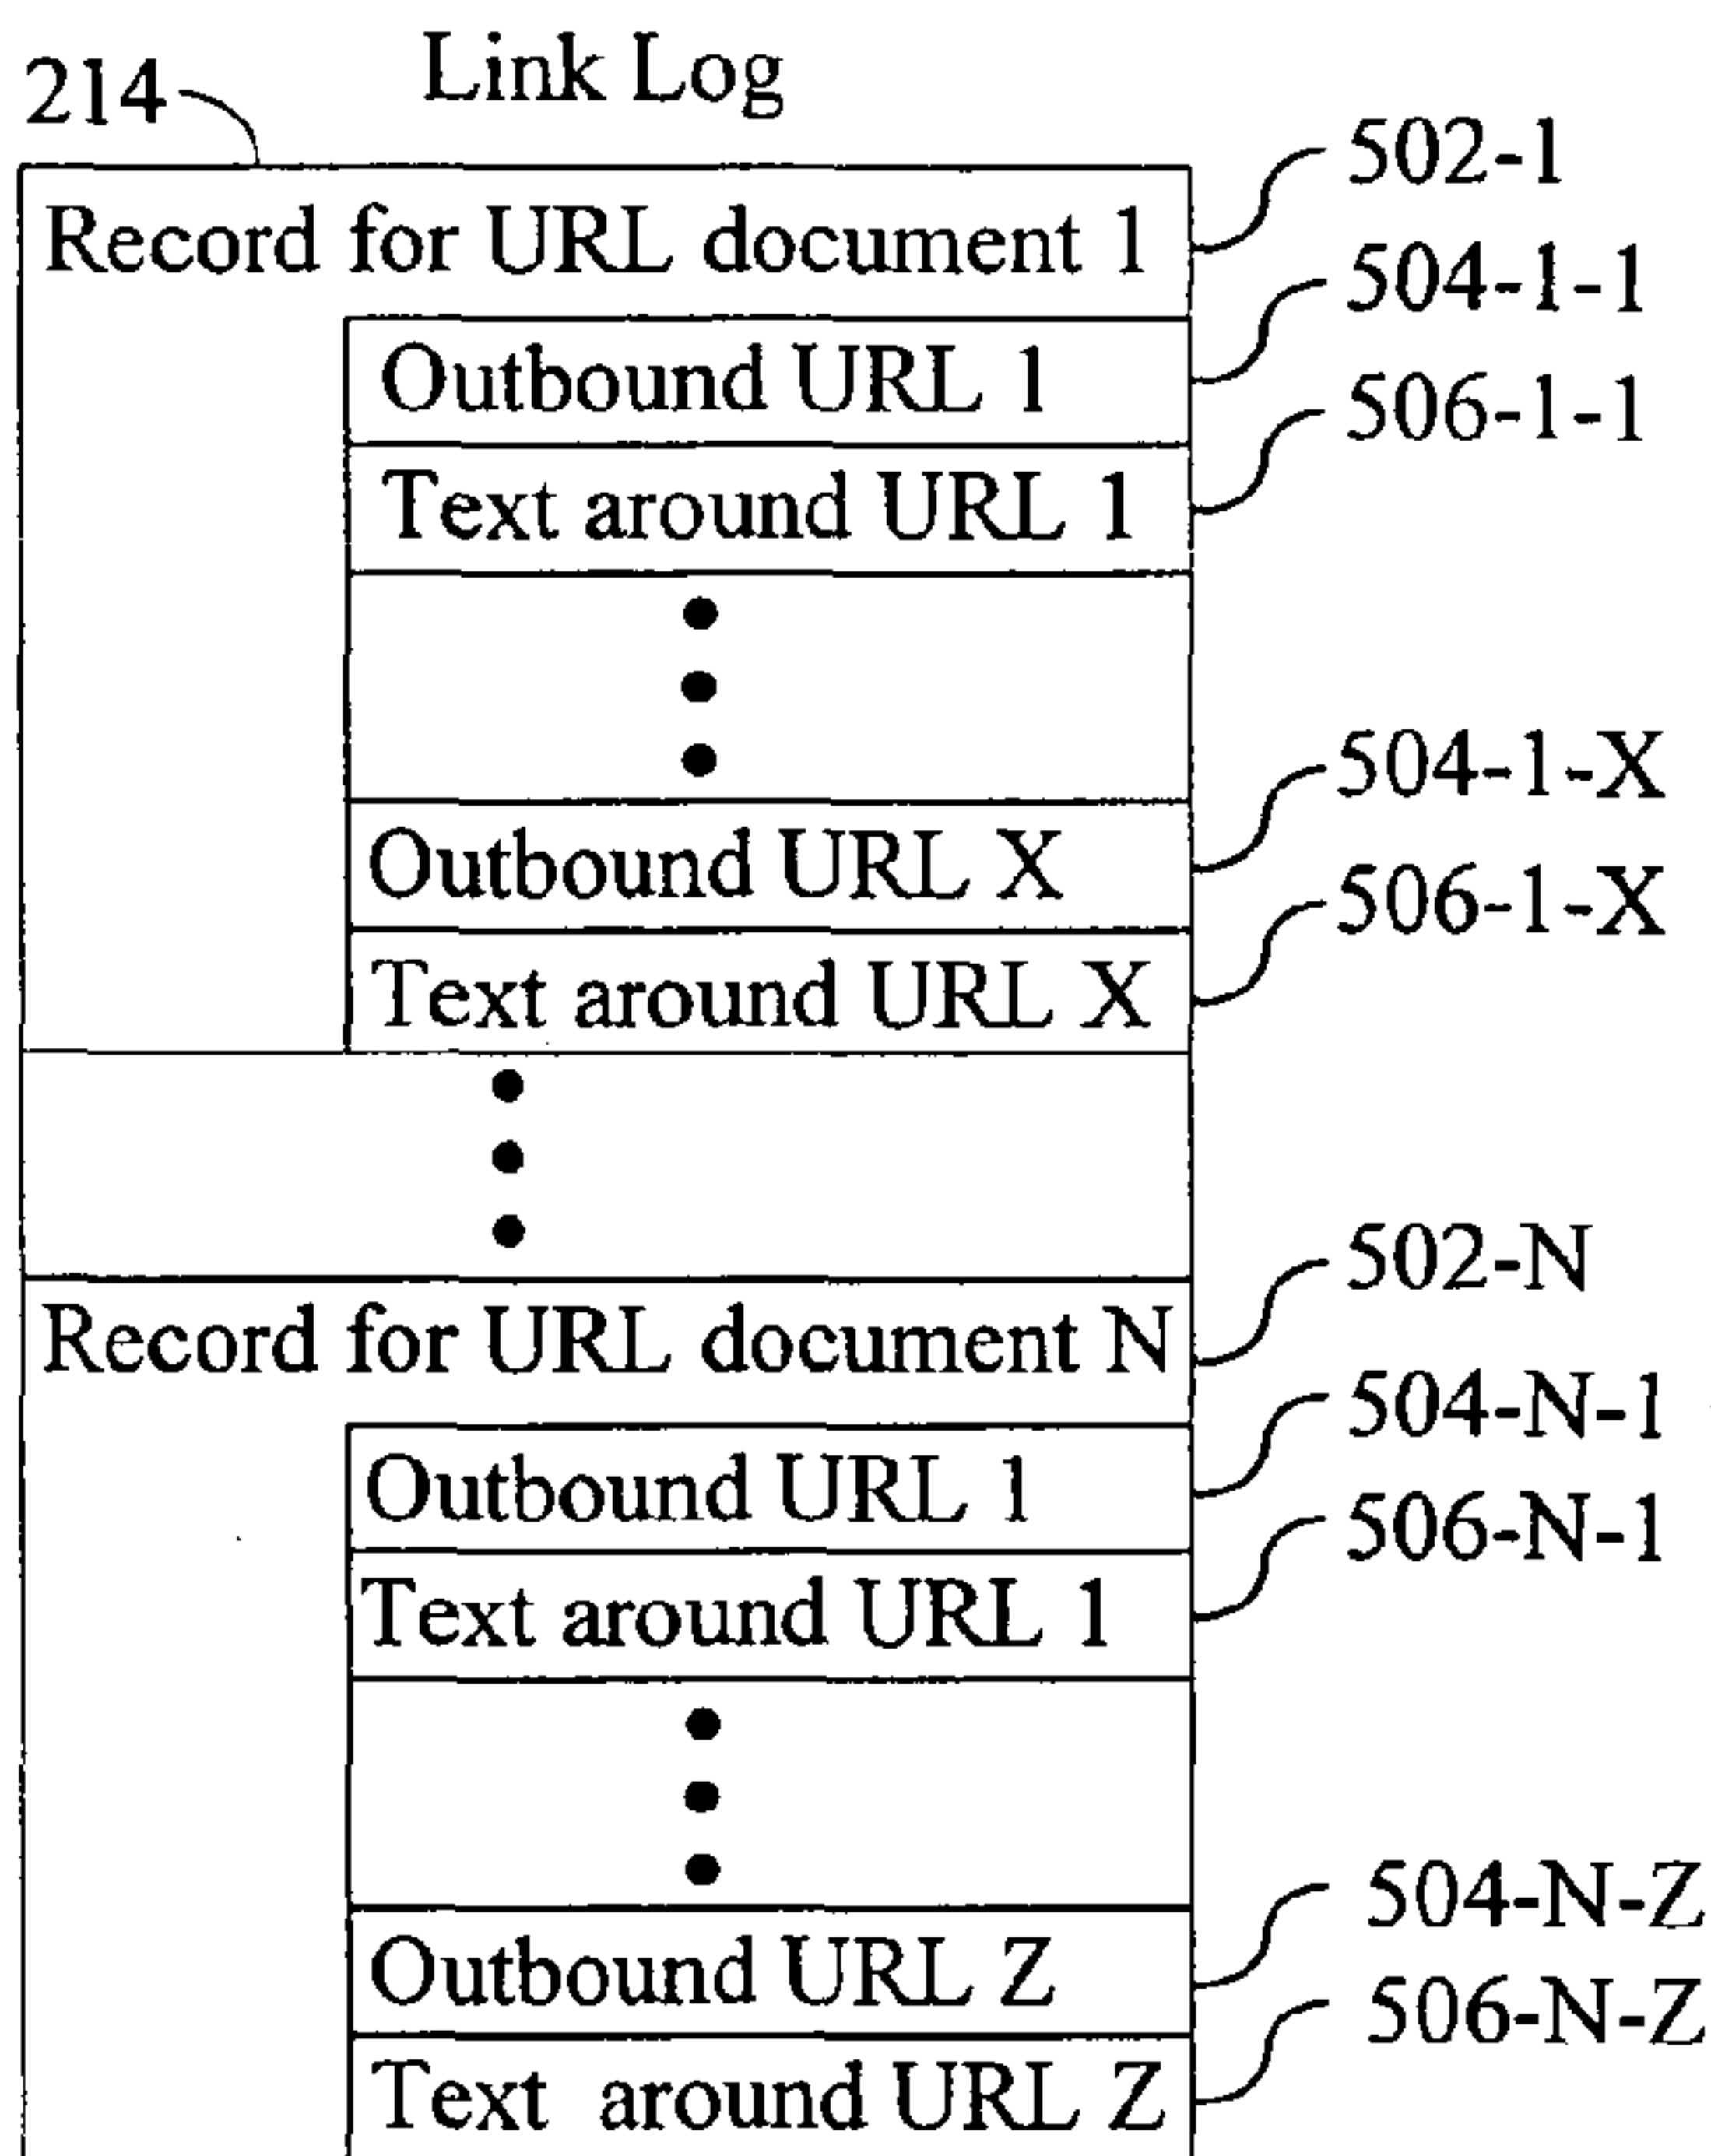 Link Log
214
Record for URL document 1 502-1
Outbound URL 1 504-1-1
Text around URL 1 506-1-1
Outbound URL X 504-1-X
Text around URL X 506-1-X
Record for URL document N 502-N
Outbound URL 1 504-N-1
Text around URL 1 506-N-1
Outbound URL Z 504-N-Z
Text around URL Z 506-N-Z